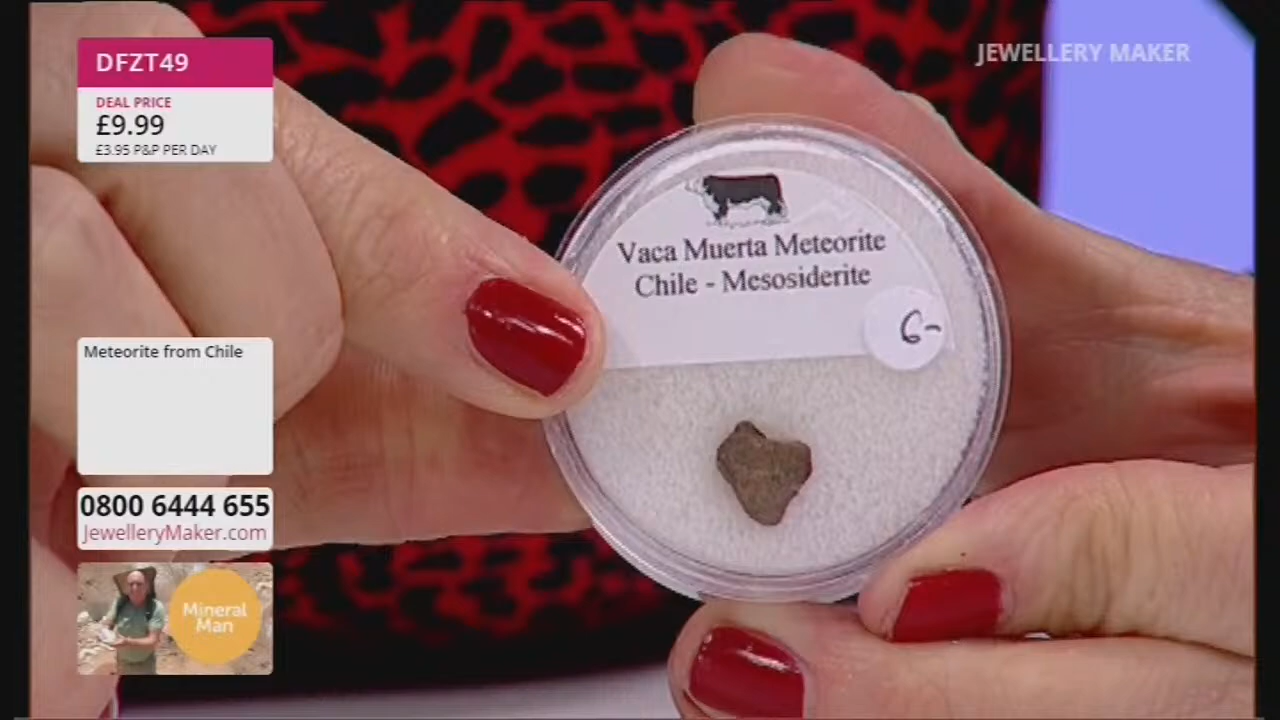 DFZT49
DEAL PRICE
£9.99
£3.95 P&P PER DAY
Meteorite from Chile
0800 6444 655
JewelleryMaker.com
Mineral
Man
JEWELLERY MAKER
Vaca Muerta Meteorite
Chile - Mesosiderite
6-